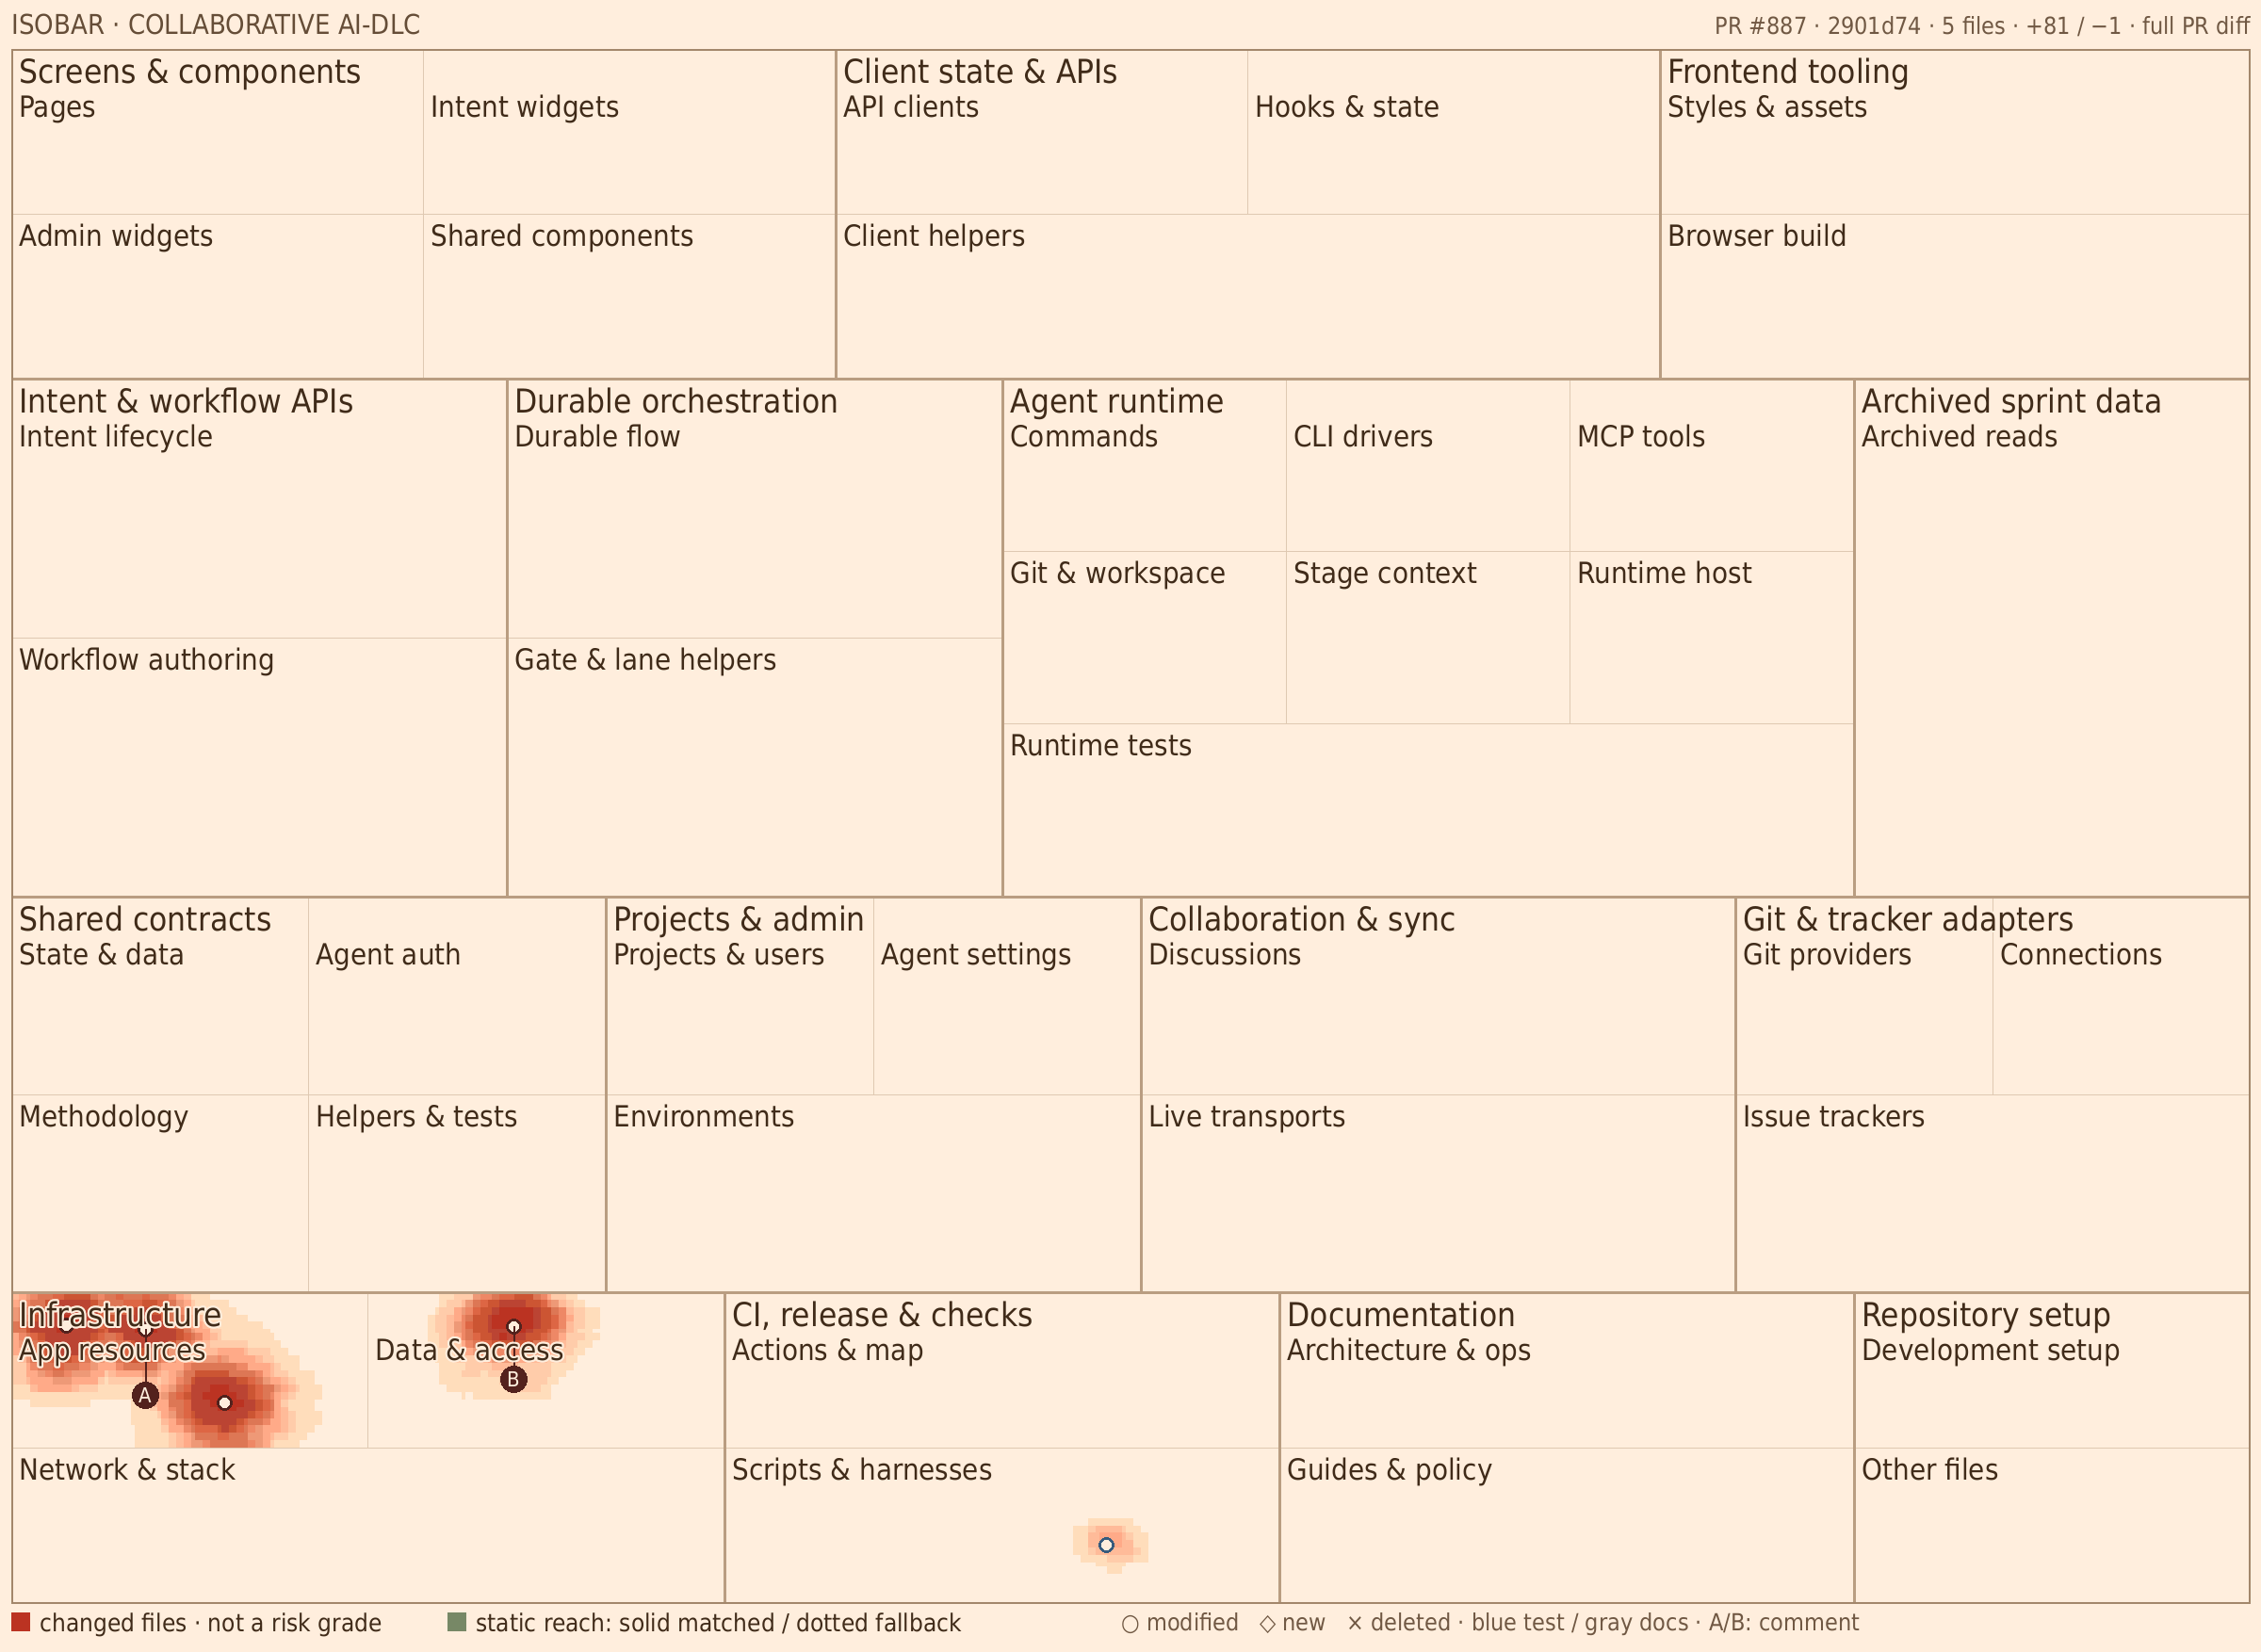 ISOBAR · COLLABORATIVE AI-DLC
PR #887 · 2901d74 · 5 files · +81 / −1 · full PR diff
Screens & components
Pages
Intent widgets
Client state & APIs
API clients
Hooks & state
Frontend tooling
Styles & assets
Admin widgets
Shared components
Client helpers
Browser build
Intent & workflow APIs
Intent lifecycle
Durable orchestration
Durable flow
Agent runtime
Commands
CLI drivers
MCP tools
Archived sprint data
Archived reads
Git & workspace
Stage context
Runtime host
Workflow authoring
Gate & lane helpers
Runtime tests
Shared contracts
State & data
Agent auth
Projects & admin
Projects & users
Agent settings
Collaboration & sync
Discussions
Git & tracker adapters
Git providers
Connections
Methodology
Helpers & tests
Environments
Live transports
Issue trackers
Infrastructure
App resources
A
Data & access
B
CI, release & checks
Actions & map
Documentation
Architecture & ops
Repository setup
Development setup
Network & stack
Scripts & harnesses
Guides & policy
Other files
changed files · not a risk grade
static reach: solid matched / dotted fallback
○ modified ◇ new × deleted · blue test / gray docs · A/B: comment